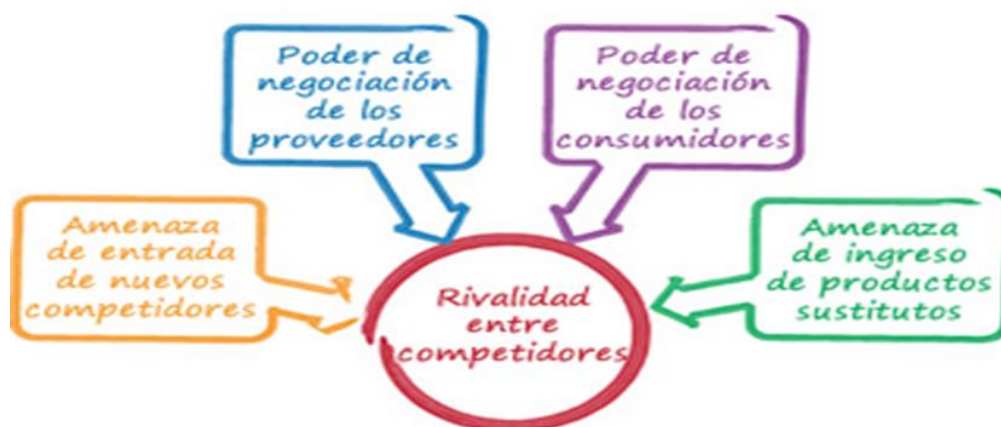 Poder de
negociación
de los
proveedores
Poder de
negociación
de los
consumidores
Amenaza
de entrada
de nuevos
competidores
Amenaza
de ingreso
de productos
sustitutos
Rivalidad
entre
competidores